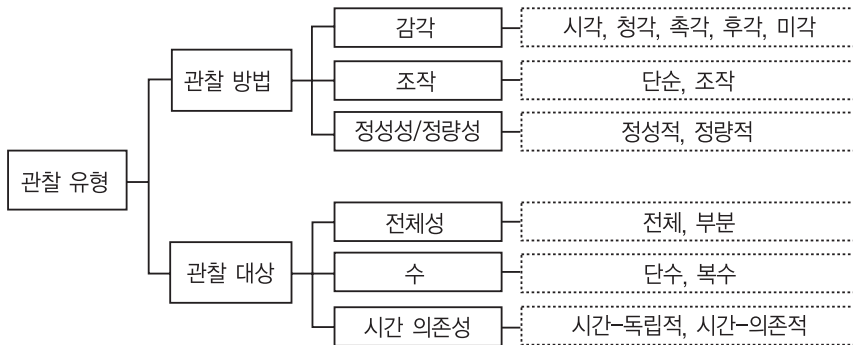 관찰 유형
관찰 방법
감각
시각, 청각, 촉각, 후각, 미각
조작
단순, 조작
정성성/정량성
정성적, 정량적
관찰 대상
전체성
전체, 부분
수
단수, 복수
시간 의존성
시간-독립적, 시간-의존적